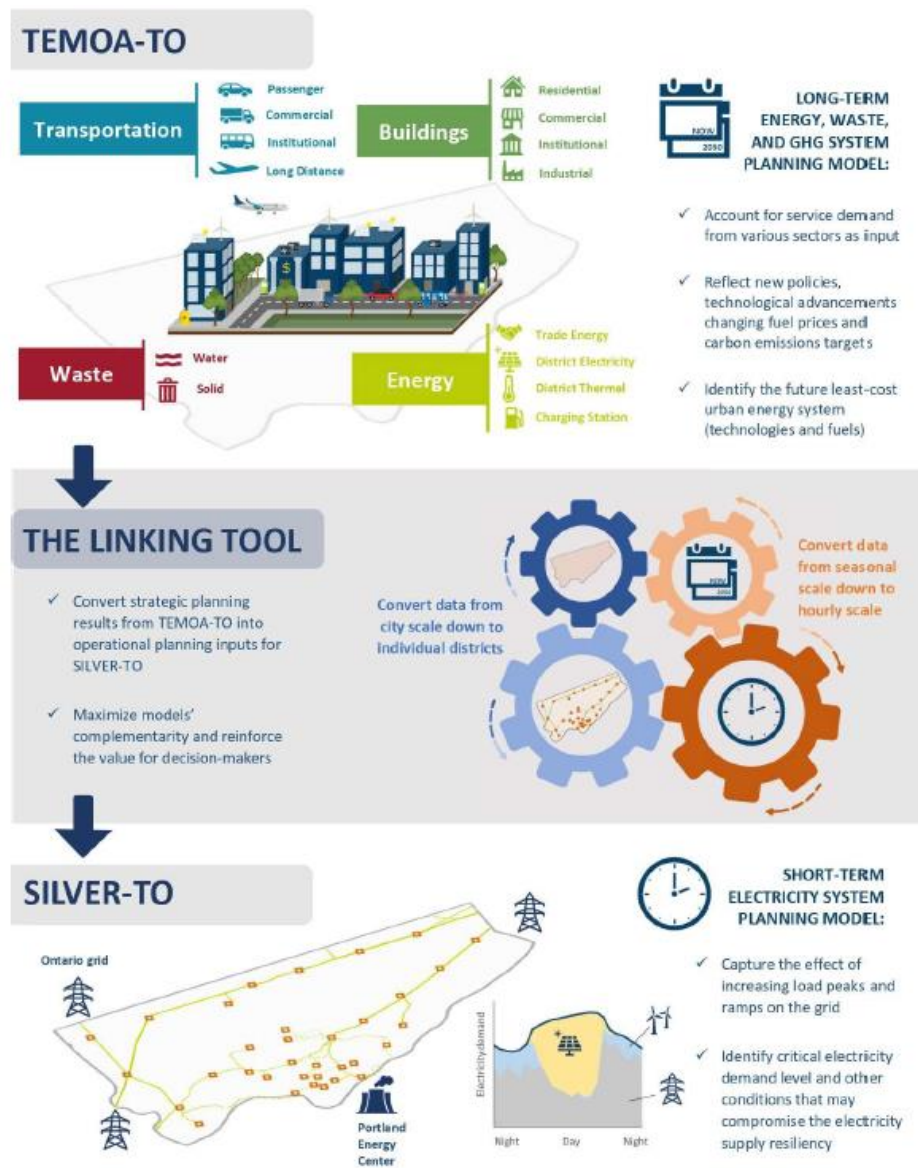 TEMOA-TO
Transportation
Passenger
Commercial
Institutional
Long Distance
Buildings
Residential
Commercial
Institutional
Industrial
NOW
2050
LONG-TERM
ENERGY, WASTE,
AND GHG SYSTEM
PLANNING MODEL:
✓ Account for service demand
from various sectors as input
✓ Reflect new policies,
technological advancements
changing fuel prices and
carbon emissions targets
✓ Identify the future least-cost
urban energy system
(technologies and fuels)
$
Waste
Water
Solid
Energy
Trade Energy
District Electricity
District Thermal
Charging Station
THE LINKING TOOL
✓ Convert strategic planning
results from TEMOA-TO into
operational planning inputs for
SILVER-TO
✓ Maximize models'
complementarity and reinforce
the value for decision-makers
Convert data from
city scale down to
individual districts
NOW
2050
Convert data
from seasonal
scale down to
hourly scale
SILVER-TO
Ontario grid
Portland
Energy
Center
Electricity demand
Night
Day
Night
SHORT-TERM
ELECTRICITY SYSTEM
PLANNING MODEL:
✓ Capture the effect of
increasing load peaks and
ramps on the grid
✓ Identify critical electricity
demand level and other
conditions that may
compromise the electricity
supply resiliency